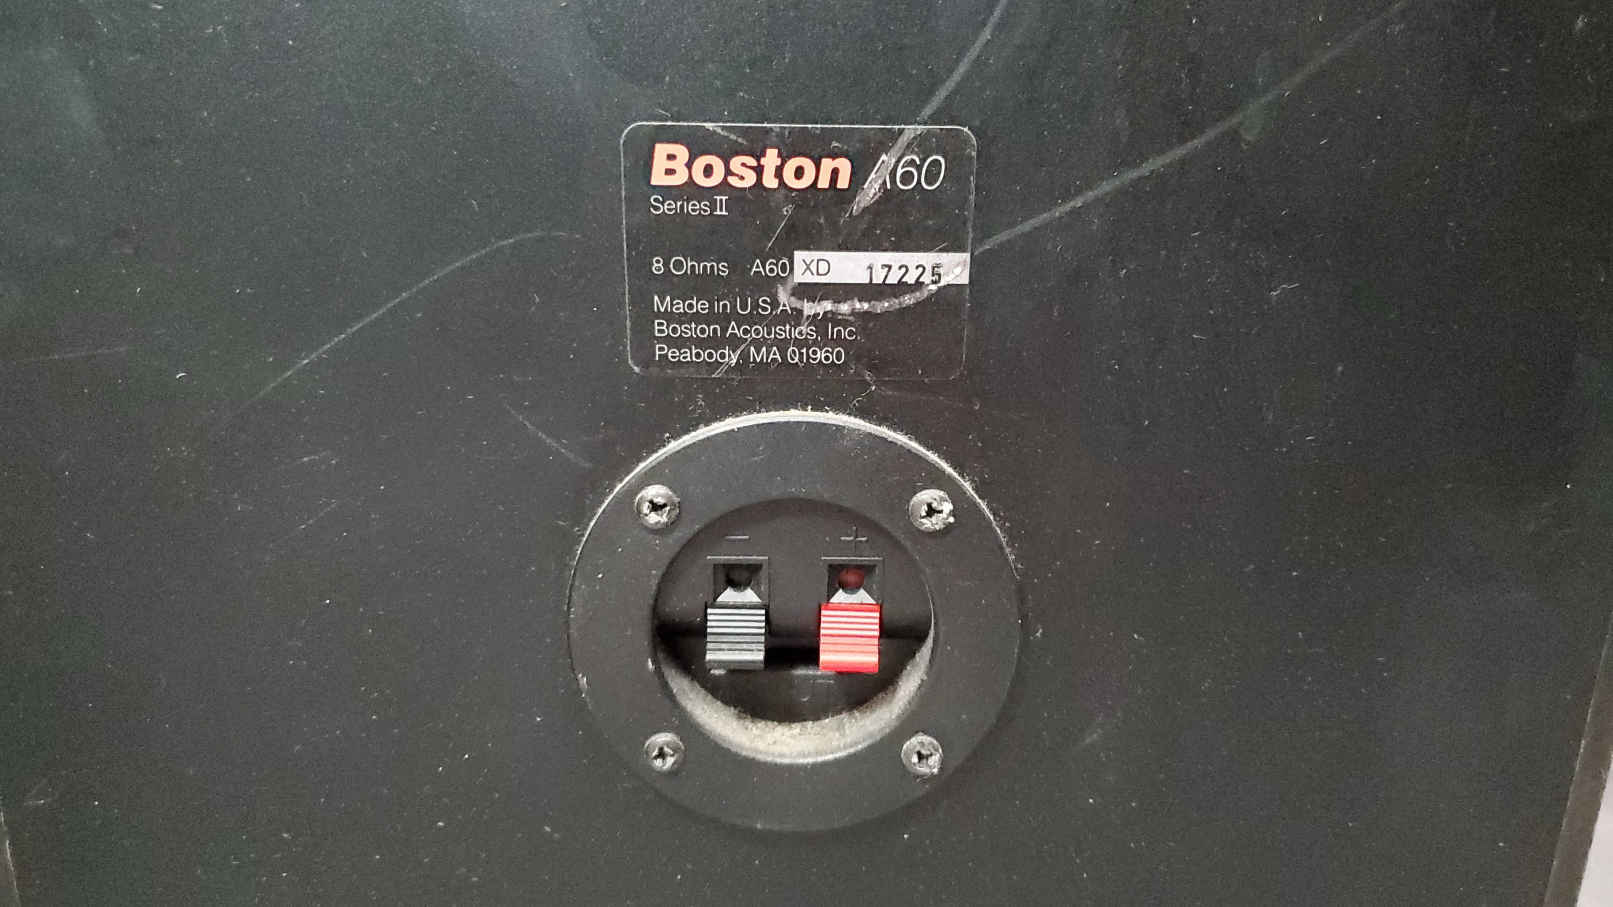 Boston A60
Series II
8 Ohms A60 XD 17225
Made in U.S.A. by
Boston Acoustics, Inc.
Peabody, MA 01960
− +